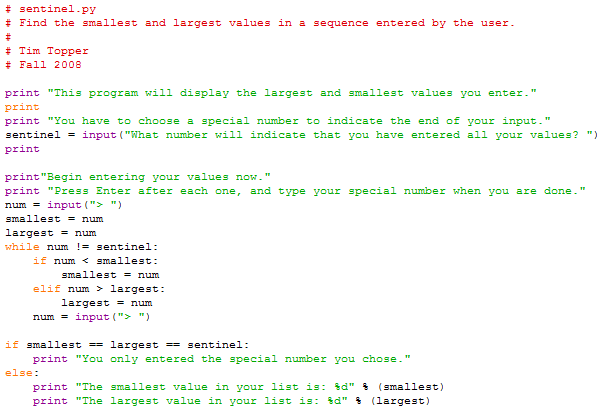 # sentinel.py
# Find the smallest and largest values in a sequence entered by the user.
#
# Tim Topper
# Fall 2008

print "This program will display the largest and smallest values you enter."
print
print "You have to choose a special number to indicate the end of your input."
sentinel = input("What number will indicate that you have entered all your values? ")
print

print"Begin entering your values now."
print "Press Enter after each one, and type your special number when you are done."
num = input("> ")
smallest = num
largest = num
while num != sentinel:
    if num < smallest:
        smallest = num
    elif num > largest:
        largest = num
    num = input("> ")

if smallest == largest == sentinel:
    print "You only entered the special number you chose."
else:
    print "The smallest value in your list is: %d" % (smallest)
    print "The largest value in your list is: %d" % (largest)